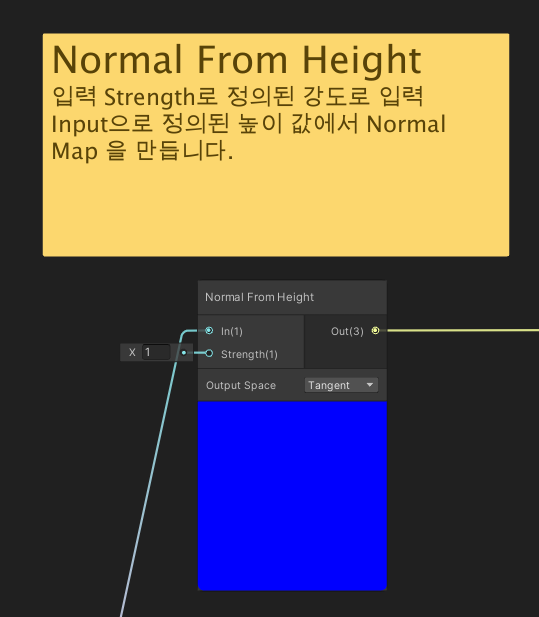 Normal From Height
입력 Strength로 정의된 강도로 입력
Input으로 정의된 높이 값에서 Normal
Map 을 만듭니다.
Normal From Height
In(1)
Out(3)
X 1
Strength(1)
Output Space
Tangent